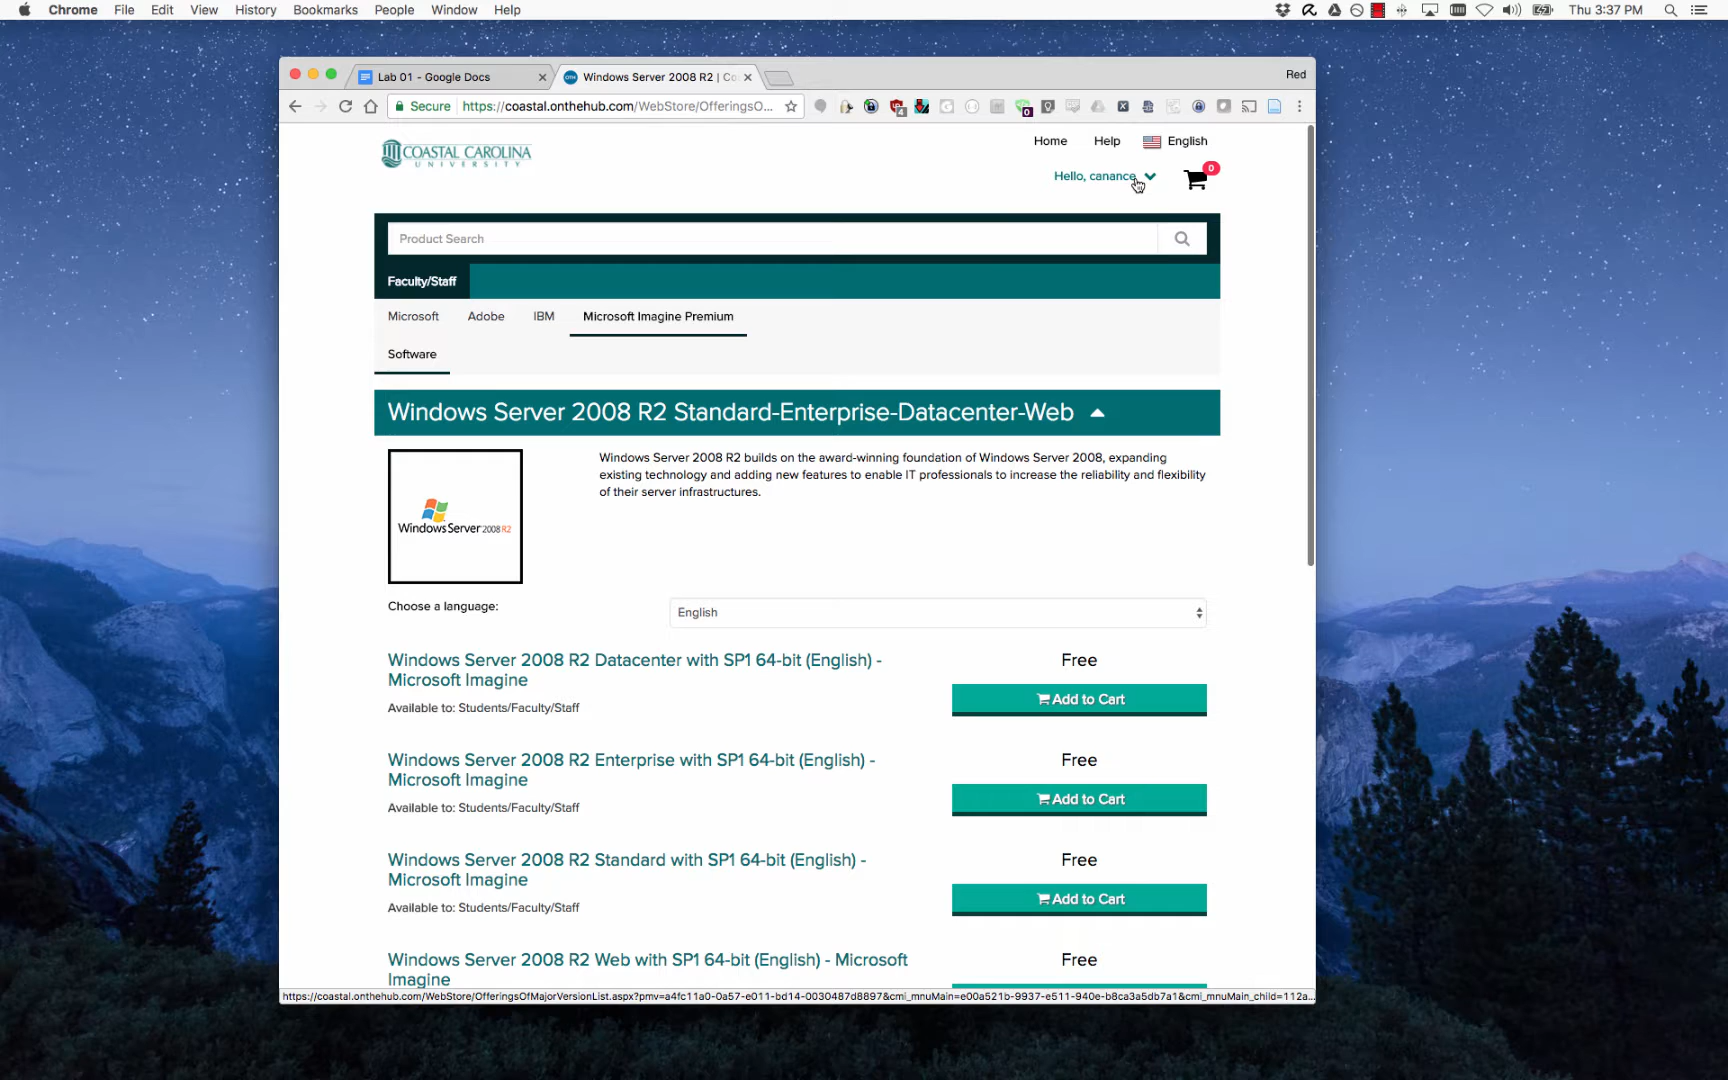 Chrome File Edit View History Bookmarks People Window Help Thu 3:37 PM
Lab 01 - Google Docs Windows Server 2008 R2 | Co Red
Secure https://coastal.onthehub.com/WebStore/OfferingsO...
4 0
COASTAL CAROLINA
UNIVERSITY
Home Help English
Hello, canance 0
Product Search
Faculty/Staff
Microsoft Adobe IBM Microsoft Imagine Premium
Software
Windows Server 2008 R2 Standard-Enterprise-Datacenter-Web
Windows Server 2008 R2 builds on the award-winning foundation of Windows Server 2008, expanding
existing technology and adding new features to enable IT professionals to increase the reliability and flexibility
of their server infrastructures.
Windows Server 2008 R2
Choose a language: English
Windows Server 2008 R2 Datacenter with SP1 64-bit (English) - Free
Microsoft Imagine
Add to Cart
Available to: Students/Faculty/Staff
Windows Server 2008 R2 Enterprise with SP1 64-bit (English) - Free
Microsoft Imagine
Add to Cart
Available to: Students/Faculty/Staff
Windows Server 2008 R2 Standard with SP1 64-bit (English) - Free
Microsoft Imagine
Add to Cart
Available to: Students/Faculty/Staff
Windows Server 2008 R2 Web with SP1 64-bit (English) - Microsoft Free
Imagine
https://coastal.onthehub.com/WebStore/OfferingsOfMajorVersionList.aspx?pmv=a4fc11a0-0a57-e011-bd14-0030487d8897&cmi_mnuMain=e00a521b-9937-e511-940e-b8ca3a5db7a1&cmi_mnuMain_child=112a...